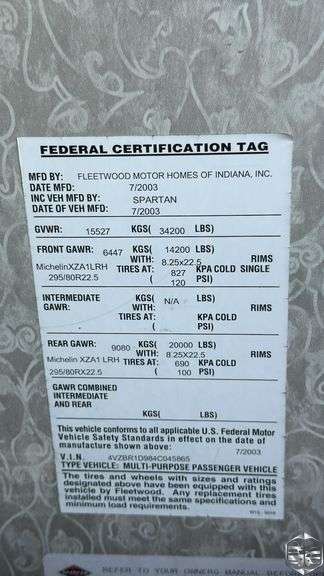 FEDERAL CERTIFICATION TAG
MFD BY: FLEETWOOD MOTOR HOMES OF INDIANA, INC.
DATE MFD: 7/2003
INC VEH MFD BY: SPARTAN
DATE OF VEH MFD: 7/2003
GVWR: 15527 KGS( 34200 LBS)
FRONT GAWR: 6447 KGS( 14200 LBS)
WITH: 8.25x22.5 RIMS
MichelinXZA1LRH TIRES AT: 827 KPA COLD SINGLE
295/80R22.5 ( 120 PSI)
INTERMEDIATE KGS( N/A LBS)
GAWR: WITH: RIMS
TIRES AT: KPA COLD
( PSI)
REAR GAWR: 9080 KGS( 20000 LBS)
WITH: 8.25X22.5 RIMS
Michelin XZA1 LRH TIRES AT: 690 KPA COLD
295/80RX22.5 ( 100 PSI)
GAWR COMBINED
INTERMEDIATE
AND REAR
KGS( LBS)
This vehicle conforms to all applicable U.S. Federal Motor
Vehicle Safety Standards in effect on the date of
manufacture shown above: 7/2003
V.I.N. 4VZBR1D984C045865
TYPE VEHICLE: MULTI-PURPOSE PASSENGER VEHICLE
The tires and wheels with sizes and ratings
designated above have been equipped with this
vehicle by Fleetwood. Any replacement tires
installed must meet the same specifications and
minimum load requirements.
REFER TO YOUR OWNERS MANUAL BEFORE